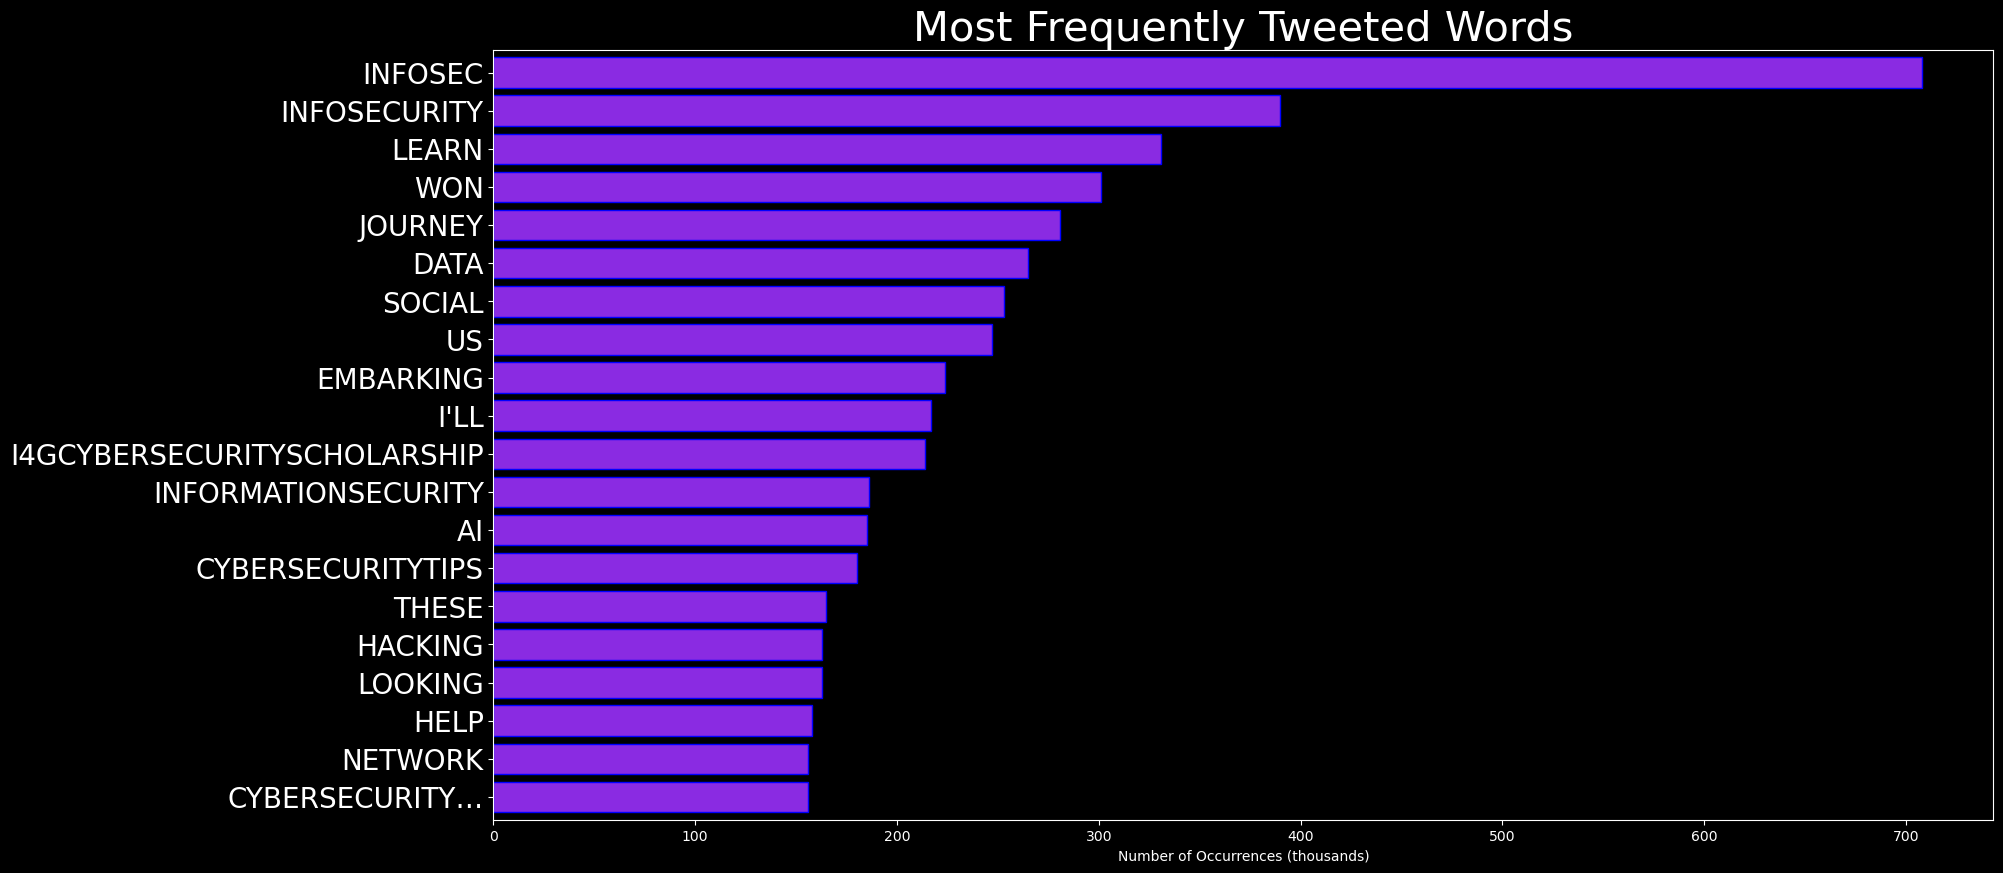 Most Frequently Tweeted Words
INFOSEC
INFOSECURITY
LEARN
WON
JOURNEY
DATA
SOCIAL
US
EMBARKING
I'LL
I4GCYBERSECURITYSCHOLARSHIP
INFORMATIONSECURITY
AI
CYBERSECURITYTIPS
THESE
HACKING
LOOKING
HELP
NETWORK
CYBERSECURITY…
0 100 200 300 400 500 600 700
Number of Occurrences (thousands)